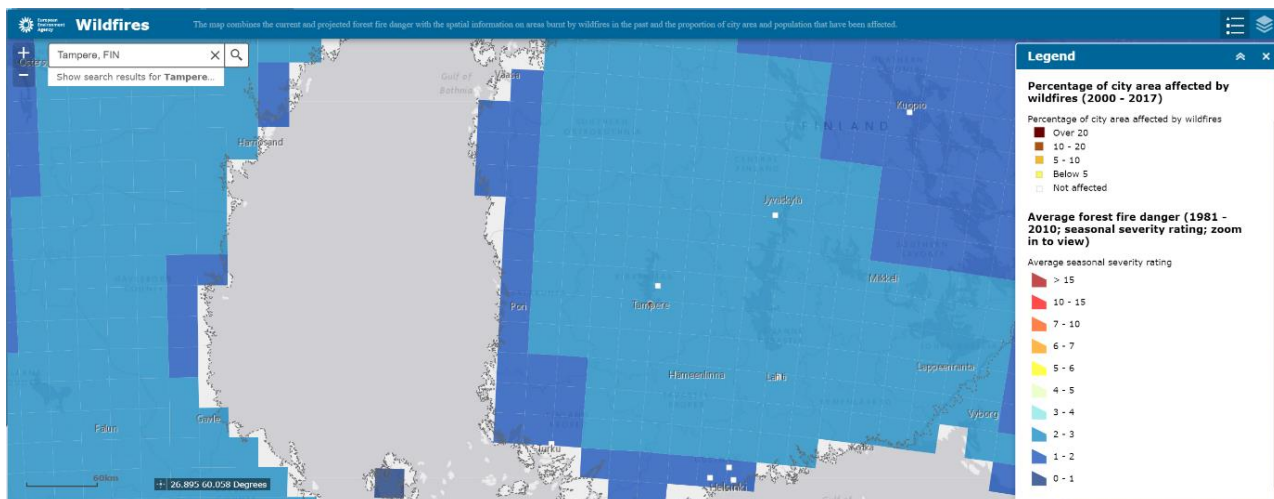 European
Environment
Agency
Wildfires
The map combines the current and projected forest fire danger with the spatial information on areas burnt by wildfires in the past and the proportion of city area and population that have been affected.
+
Tampere, FIN
−
Show search results for Tampere...
Gulf of
Bothnia
Vaasa
Kuopio
FINLAND
Jyvaskyla
Mikkeli
Tampere
Pori
Hameenlinna
Lahti
Lappeenranta
Vyborg
Gavle
Falun
Turku
Kotka
Helsinki
60km
26.895 60.058 Degrees
Legend
Percentage of city area affected by
wildfires (2000 - 2017)
Percentage of city area affected by wildfires
Over 20
10 - 20
5 - 10
Below 5
Not affected
Average forest fire danger (1981 -
2010; seasonal severity rating; zoom
in to view)
Average seasonal severity rating
> 15
10 - 15
7 - 10
6 - 7
5 - 6
4 - 5
3 - 4
2 - 3
1 - 2
0 - 1